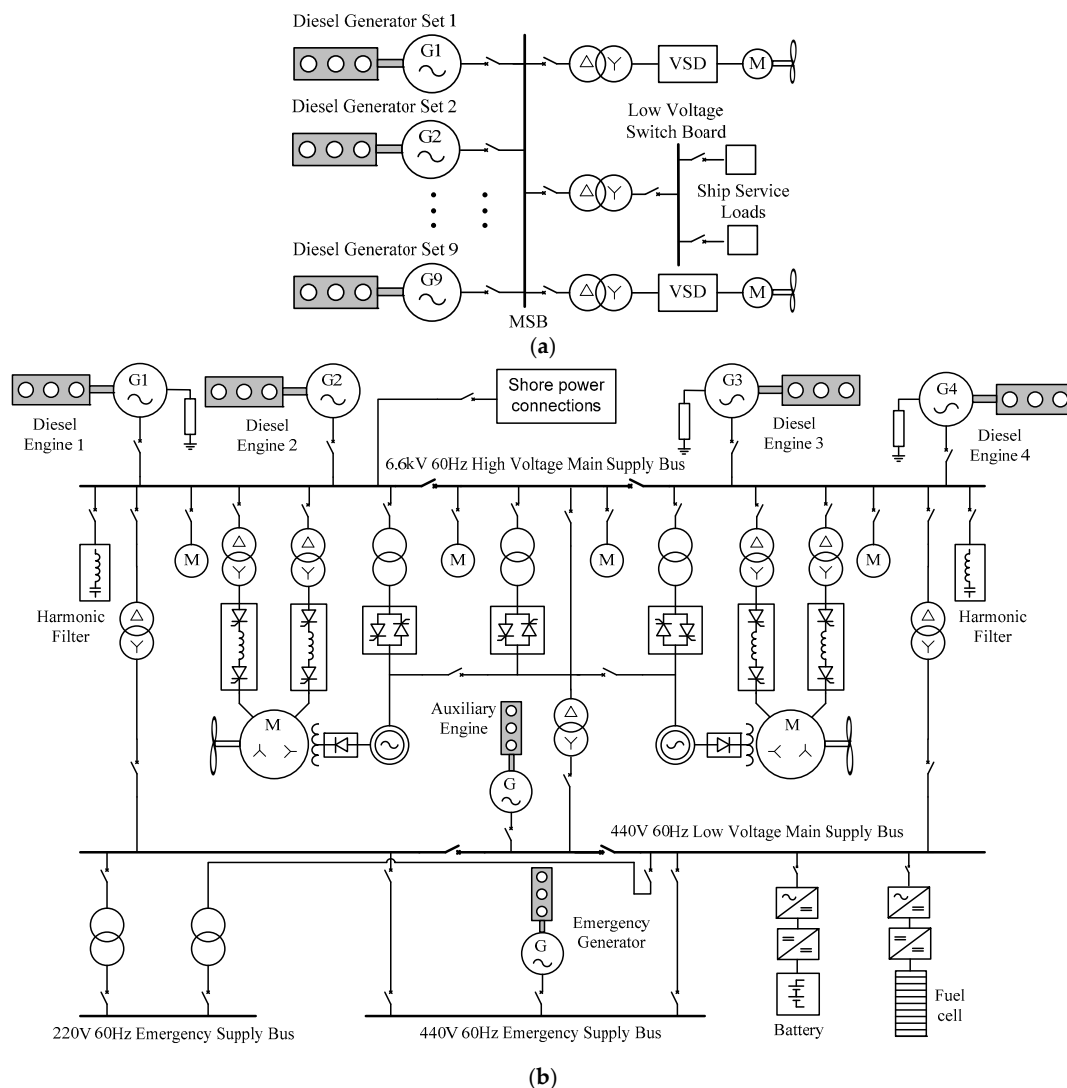 Diesel Generator Set 1
G1
VSD
M
Diesel Generator Set 2
G2
Low Voltage
Switch Board
Ship Service
Loads
Diesel Generator Set 9
G9
VSD
M
MSB
(a)
G1
Diesel
Engine 1
G2
Diesel
Engine 2
Shore power
connections
G3
Diesel
Engine 3
G4
Diesel
Engine 4
6.6kV 60Hz High Voltage Main Supply Bus
M
M
M
M
Harmonic
Filter
Harmonic
Filter
M
M
Auxiliary
Engine
G
440V 60Hz Low Voltage Main Supply Bus
Emergency
Generator
G
220V 60Hz Emergency Supply Bus
440V 60Hz Emergency Supply Bus
Battery
Fuel
cell
(b)